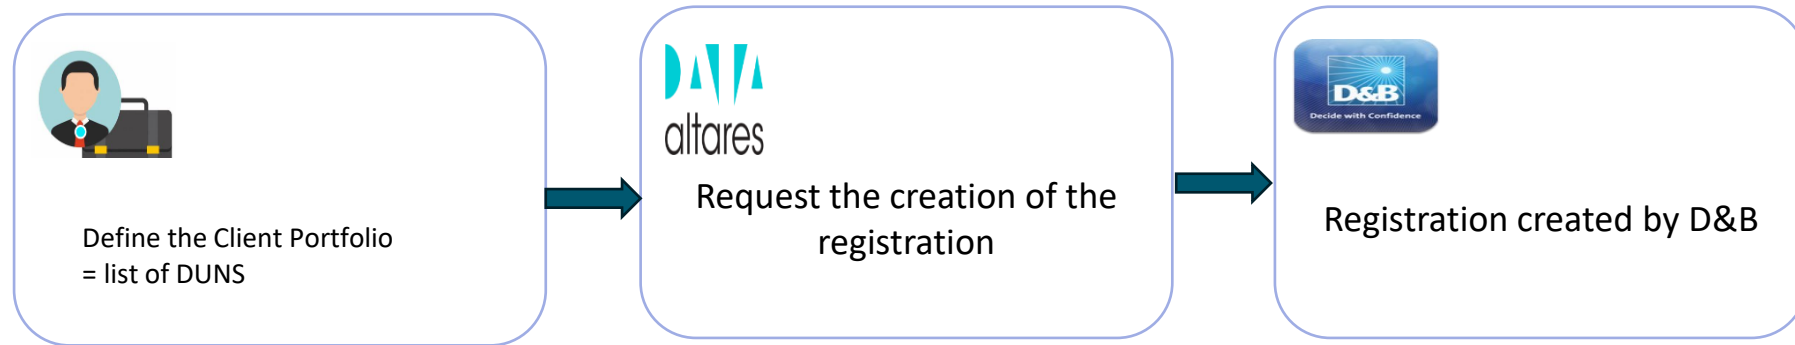 Define the Client Portfolio
= list of DUNS
DATA
altares
Request the creation of the
registration
D&B
Decide with Confidence
Registration created by D&B